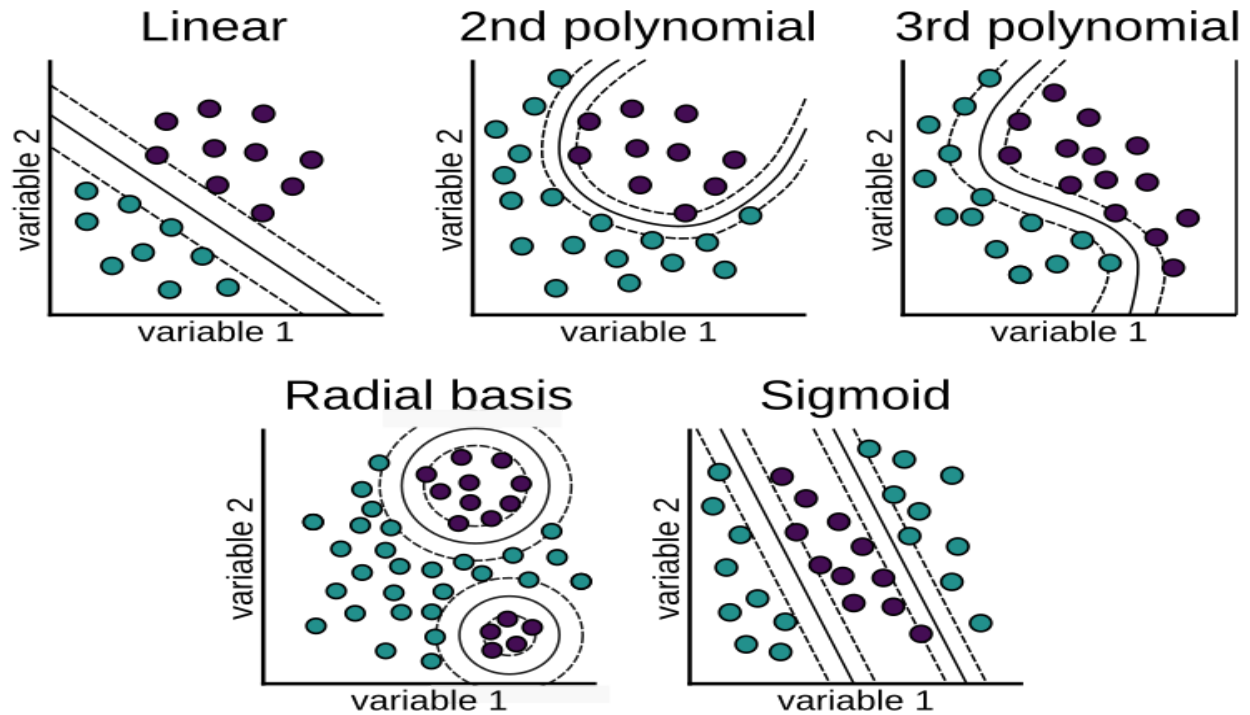 Linear
2nd polynomial
3rd polynomial
variable 2
variable 2
variable 2
variable 1
variable 1
variable 1
Radial basis
Sigmoid
variable 2
variable 2
variable 1
variable 1